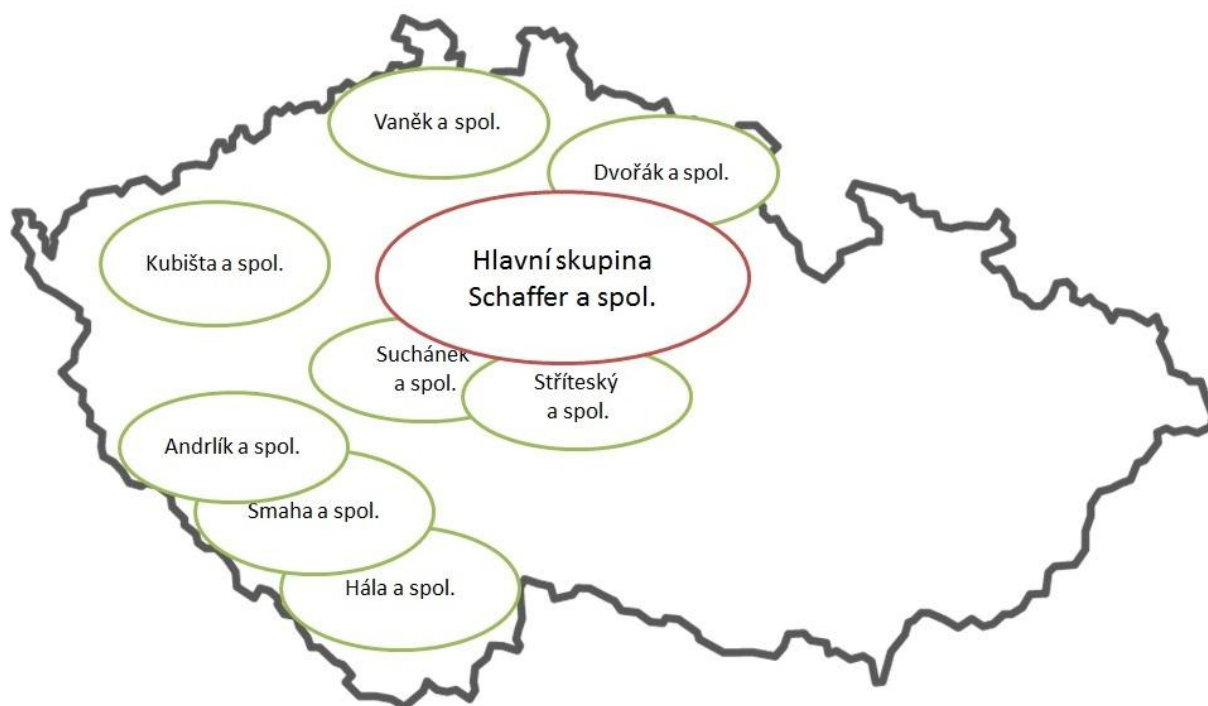 Vaněk a spol.
Dvořák a spol.
Kubišta a spol.
Hlavní skupina
Schaffer a spol.
Suchánek
a spol.
Stříteský
a spol.
Andrlík a spol.
Smaha a spol.
Hála a spol.